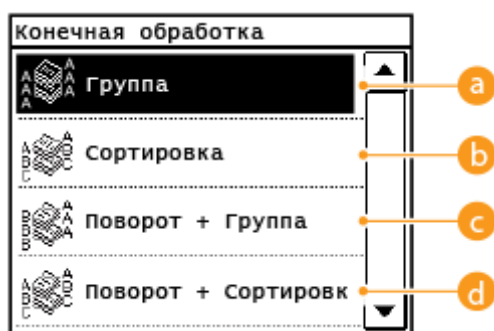 Конечная обработка
A A A A A A Группа a
A B C A B C Сортировка b
B B B A A A Поворот + Группа c
A B C A B C Поворот + Сортировк d